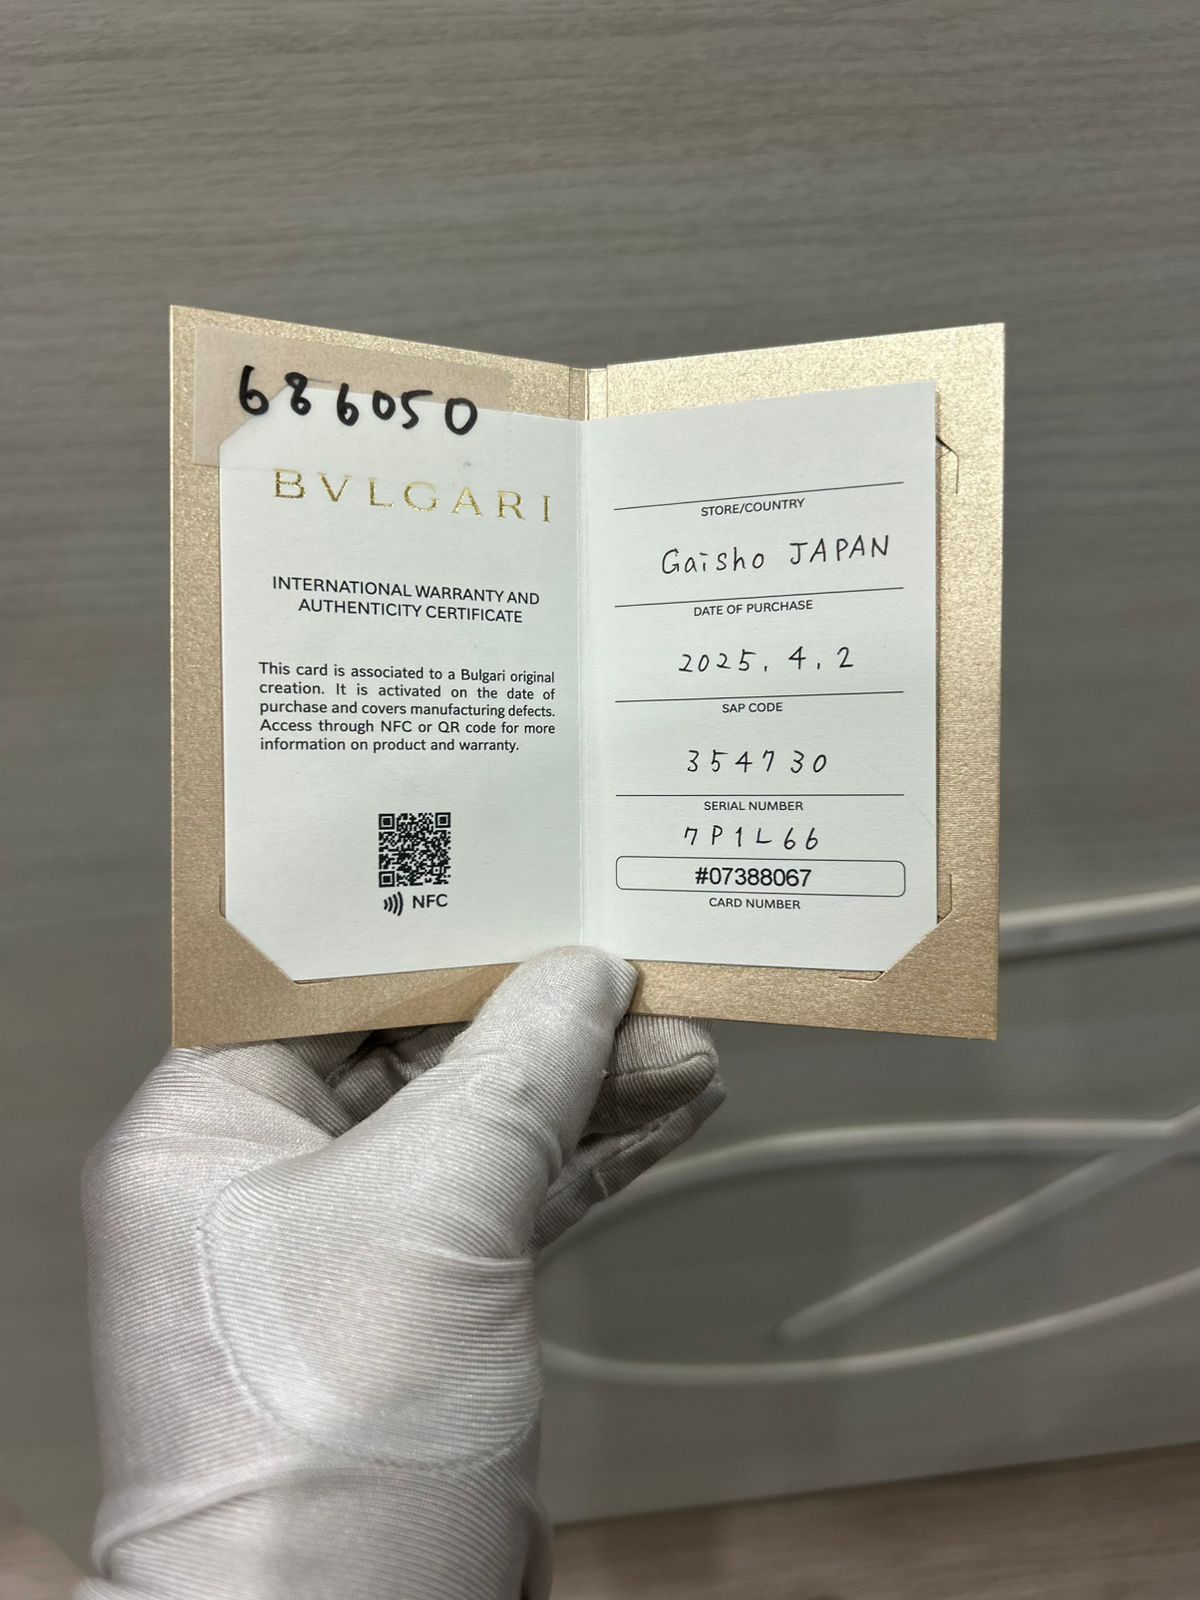 686050
BVLGARI
INTERNATIONAL WARRANTY AND
AUTHENTICITY CERTIFICATE
This card is associated to a Bulgari original
creation. It is activated on the date of
purchase and covers manufacturing defects.
Access through NFC or QR code for more
information on product and warranty.
NFC
STORE/COUNTRY
Gaisho JAPAN
DATE OF PURCHASE
2025. 4. 2
SAP CODE
354730
SERIAL NUMBER
7P1L66
#07388067
CARD NUMBER